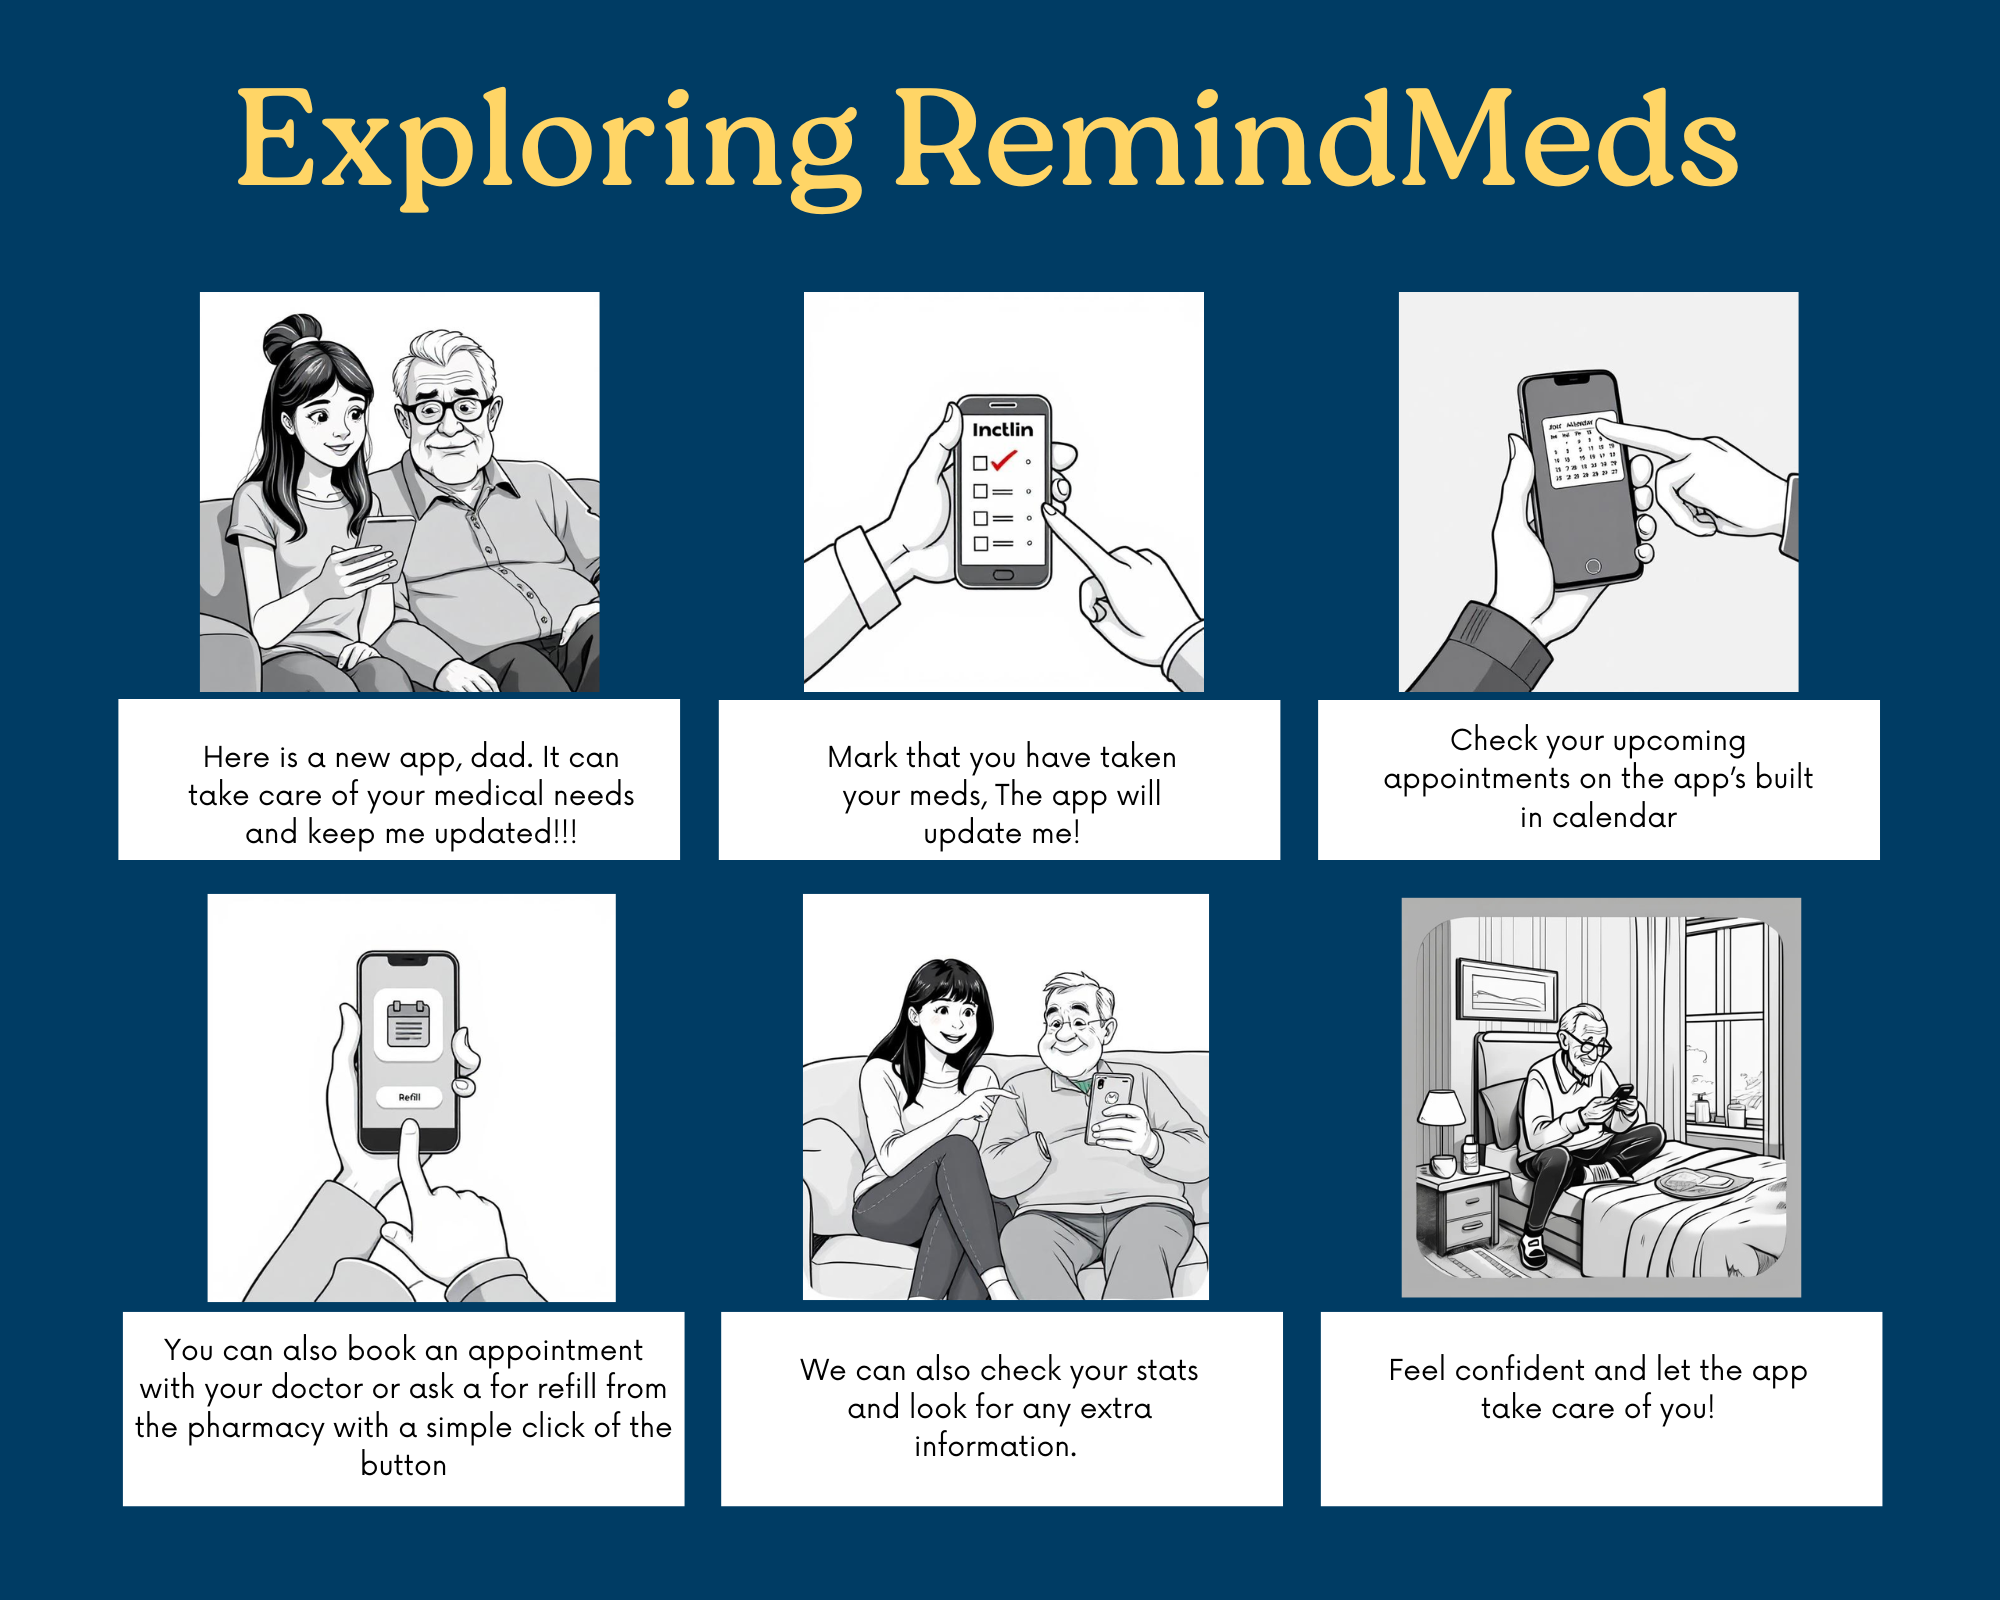 Exploring RemindMeds
Inctlin
Here is a new app, dad. It can
take care of your medical needs
and keep me updated!!!
Mark that you have taken
your meds, The app will
update me!
Check your upcoming
appointments on the app’s built
in calendar
Refill
You can also book an appointment
with your doctor or ask a for refill from
the pharmacy with a simple click of the
button
We can also check your stats
and look for any extra
information.
Feel confident and let the app
take care of you!